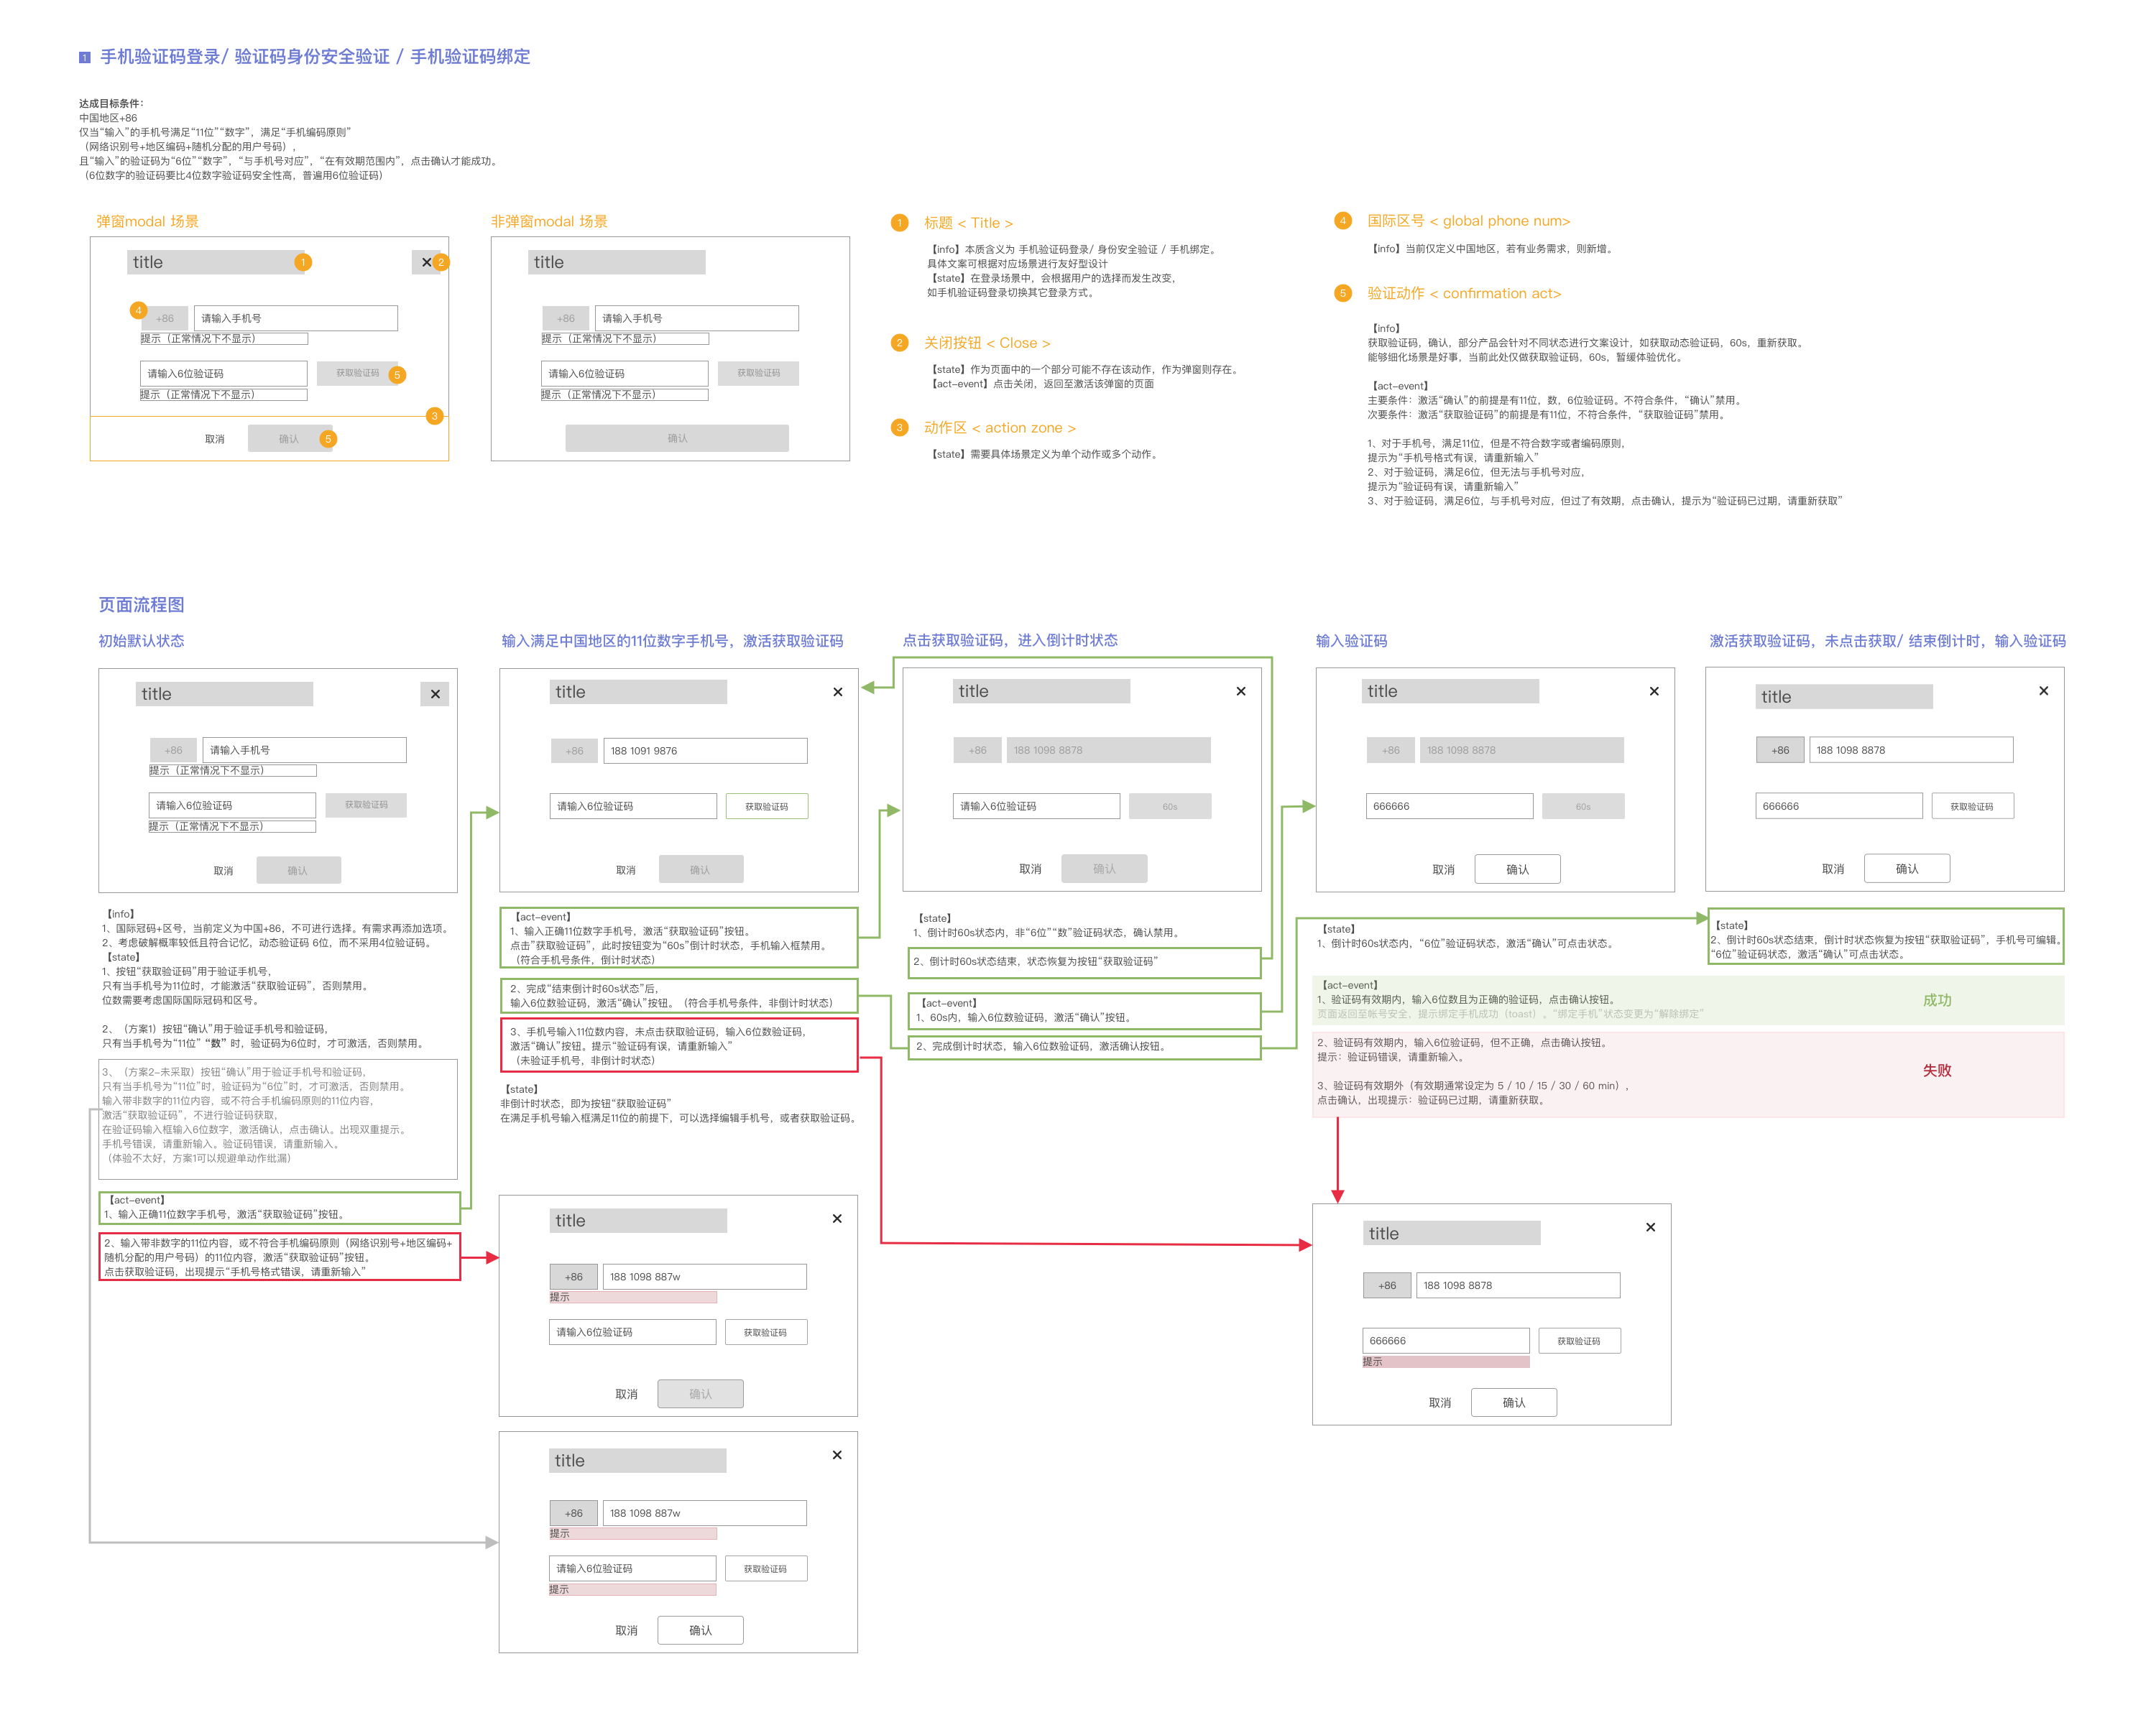 1 手机验证码登录/ 验证码身份安全验证 / 手机验证码绑定
达成目标条件：
中国地区+86
仅当“输入”的手机号满足“11位”“数字”，满足“手机编码原则”
（网络识别号+地区编码+随机分配的用户号码），
且“输入”的验证码为“6位”“数字”，“与手机号对应”，“在有效期范围内”，点击确认才能成功。
（6位数字的验证码要比4位数字验证码安全性高，普遍用6位验证码）
弹窗modal 场景
title
1
×
2
4
+86
请输入手机号
提示（正常情况下不显示）
请输入6位验证码
获取验证码
5
提示（正常情况下不显示）
3
取消
确认
5
非弹窗modal 场景
title
+86
请输入手机号
提示（正常情况下不显示）
请输入6位验证码
获取验证码
提示（正常情况下不显示）
确认
1 标题 < Title >
【info】本质含义为 手机验证码登录/ 身份安全验证 / 手机绑定。
具体文案可根据对应场景进行友好型设计
【state】在登录场景中，会根据用户的选择而发生改变，
如手机验证码登录切换其它登录方式。
2 关闭按钮 < Close >
【state】作为页面中的一个部分可能不存在该动作，作为弹窗则存在。
【act-event】点击关闭，返回至激活该弹窗的页面
3 动作区 < action zone >
【state】需要具体场景定义为单个动作或多个动作。
4 国际区号 < global phone num>
【info】当前仅定义中国地区，若有业务需求，则新增。
5 验证动作 < confirmation act>
【info】
获取验证码，确认，部分产品会针对不同状态进行文案设计，如获取动态验证码，60s，重新获取。
能够细化场景是好事，当前此处仅做获取验证码，60s，暂缓体验优化。
【act-event】
主要条件：激活“确认”的前提是有11位，数，6位验证码。不符合条件，“确认”禁用。
次要条件：激活“获取验证码”的前提是有11位，不符合条件，“获取验证码”禁用。
1、对于手机号，满足11位，但是不符合数字或者编码原则，
提示为“手机号格式有误，请重新输入”
2、对于验证码，满足6位，但无法与手机号对应，
提示为“验证码有误，请重新输入”
3、对于验证码，满足6位，与手机号对应，但过了有效期，点击确认，提示为“验证码已过期，请重新获取”
页面流程图
初始默认状态
title
×
+86
请输入手机号
提示（正常情况下不显示）
请输入6位验证码
获取验证码
提示（正常情况下不显示）
取消
确认
【info】
1、国际冠码+区号，当前定义为中国+86，不可进行选择。有需求再添加选项。
2、考虑破解概率较低且符合记忆，动态验证码 6位，而不采用4位验证码。
【state】
1、按钮“获取验证码”用于验证手机号，
只有当手机号为11位时，才能激活“获取验证码”，否则禁用。
位数需要考虑国际国际冠码和区号。
2、（方案1）按钮“确认”用于验证手机号和验证码，
只有当手机号为“11位” “数” 时，验证码为6位时，才可激活，否则禁用。
3、（方案2-未采取）按钮“确认”用于验证手机号和验证码，
只有当手机号为“11位”时，验证码为“6位”时，才可激活，否则禁用。
输入带非数字的11位内容，或不符合手机编码原则的11位内容，
激活“获取验证码”，不进行验证码获取，
在验证码输入框输入6位数字，激活确认，点击确认。出现双重提示。
手机号错误，请重新输入。验证码错误，请重新输入。
（体验不太好，方案1可以规避单动作纰漏）
【act-event】
1、输入正确11位数字手机号，激活“获取验证码”按钮。
2、输入带非数字的11位内容，或不符合手机编码原则（网络识别号+地区编码+
随机分配的用户号码）的11位内容，激活“获取验证码”按钮。
点击获取验证码，出现提示“手机号格式错误，请重新输入”
输入满足中国地区的11位数字手机号，激活获取验证码
title
×
+86
188 1091 9876
请输入6位验证码
获取验证码
取消
确认
【act-event】
1、输入正确11位数字手机号，激活“获取验证码”按钮。
点击“获取验证码”，此时按钮变为“60s”倒计时状态，手机输入框禁用。
（符合手机号条件，倒计时状态）
2、完成“结束倒计时60s状态”后，
输入6位数验证码，激活“确认”按钮。（符合手机号条件，非倒计时状态）
3、手机号输入11位数内容，未点击获取验证码，输入6位数验证码，
激活“确认”按钮。提示“验证码有误，请重新输入”
（未验证手机号，非倒计时状态）
【state】
非倒计时状态，即为按钮“获取验证码”
在满足手机号输入框满足11位的前提下，可以选择编辑手机号，或者获取验证码。
title
×
+86
188 1098 887w
提示
请输入6位验证码
获取验证码
取消
确认
title
×
+86
188 1098 887w
提示
请输入6位验证码
获取验证码
提示
取消
确认
点击获取验证码，进入倒计时状态
title
×
+86
188 1098 8878
请输入6位验证码
60s
取消
确认
【state】
1、倒计时60s状态内，非“6位”“数”验证码状态，确认禁用。
2、倒计时60s状态结束，状态恢复为按钮“获取验证码”
【act-event】
1、60s内，输入6位数验证码，激活“确认”按钮。
2、完成倒计时状态，输入6位数验证码，激活确认按钮。
输入验证码
title
×
+86
188 1098 8878
666666
60s
取消
确认
【state】
1、倒计时60s状态内，“6位”验证码状态，激活“确认”可点击状态。
激活获取验证码，未点击获取/ 结束倒计时，输入验证码
title
×
+86
188 1098 8878
666666
获取验证码
取消
确认
【state】
2、倒计时60s状态结束，倒计时状态恢复为按钮“获取验证码”，手机号可编辑。
“6位”验证码状态，激活“确认”可点击状态。
【act-event】
1、验证码有效期内，输入6位数且为正确的验证码，点击确认按钮。
页面返回至帐号安全，提示绑定手机成功（toast）。“绑定手机”状态变更为“解除绑定”
成功
2、验证码有效期内，输入6位验证码，但不正确，点击确认按钮。
提示：验证码错误，请重新输入。
3、验证码有效期外（有效期通常设定为 5 / 10 / 15 / 30 / 60 min），
点击确认，出现提示：验证码已过期，请重新获取。
失败
title
×
+86
188 1098 8878
666666
获取验证码
提示
取消
确认